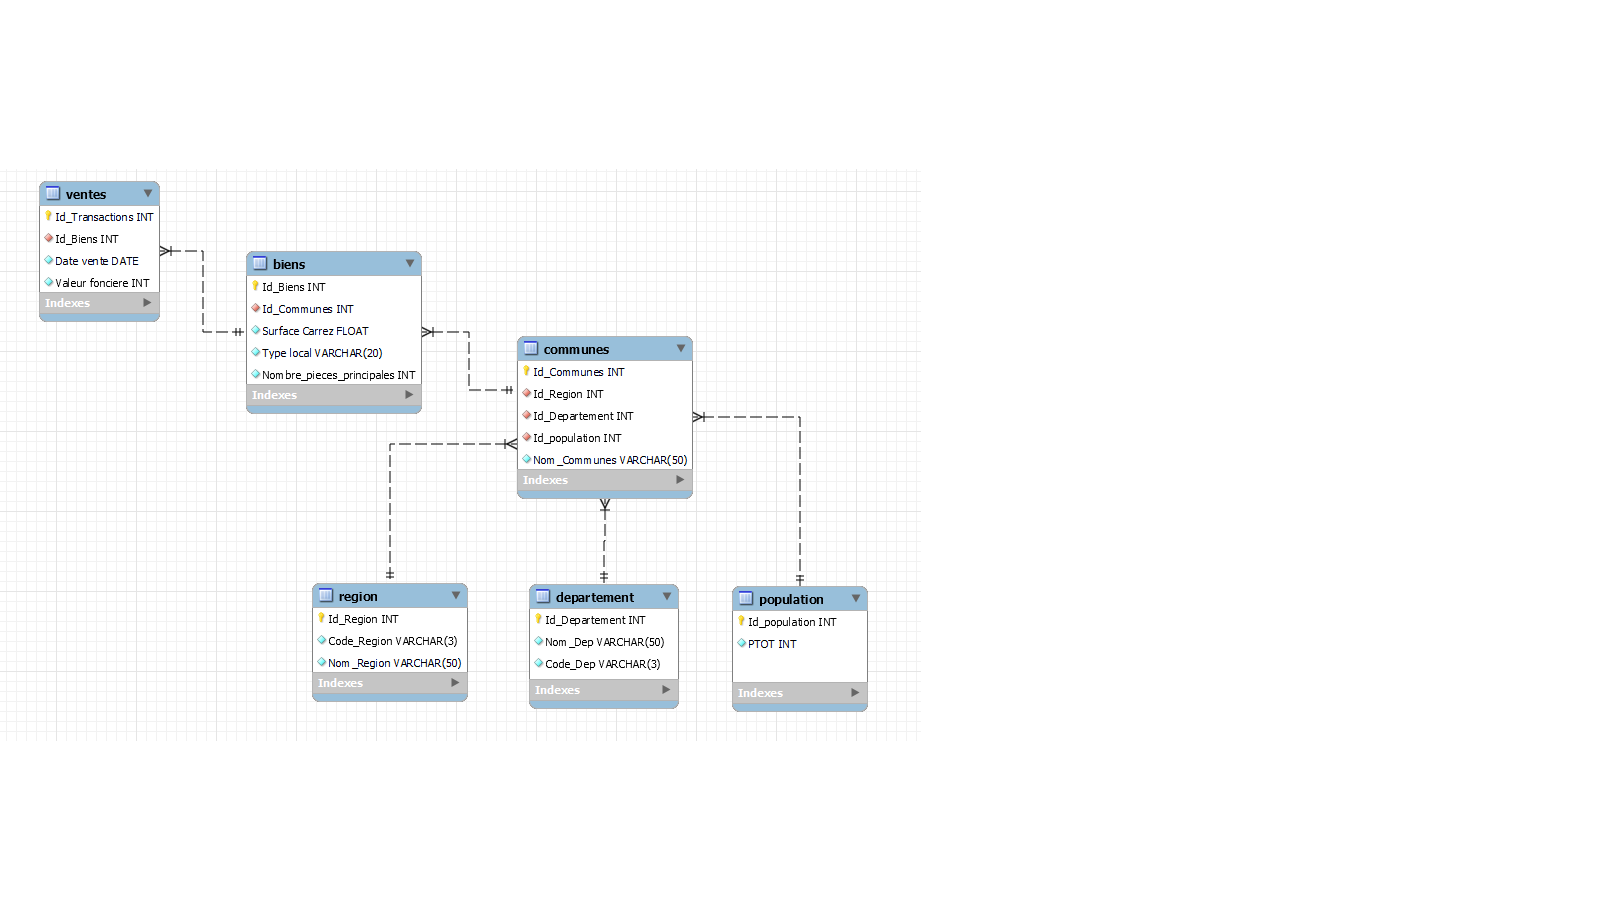 ventes
Id_Transactions INT
Id_Biens INT
Date vente DATE
Valeur fonciere INT
Indexes
biens
Id_Biens INT
Id_Communes INT
Surface Carrez FLOAT
Type local VARCHAR(20)
Nombre_pieces_principales INT
Indexes
communes
Id_Communes INT
Id_Region INT
Id_Departement INT
Id_population INT
Nom_Communes VARCHAR(50)
Indexes
region
Id_Region INT
Code_Region VARCHAR(3)
Nom_Region VARCHAR(50)
Indexes
departement
Id_Departement INT
Nom_Dep VARCHAR(50)
Code_Dep VARCHAR(3)
Indexes
population
Id_population INT
PTOT INT
Indexes